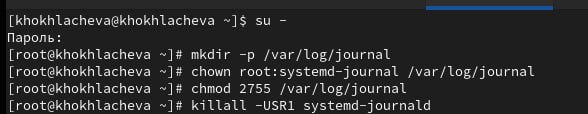 [khokhlacheva@khokhlacheva ~]$ su -
Пароль:
[root@khokhlacheva ~]# mkdir -p /var/log/journal
[root@khokhlacheva ~]# chown root:systemd-journal /var/log/journal
[root@khokhlacheva ~]# chmod 2755 /var/log/journal
[root@khokhlacheva ~]# killall -USR1 systemd-journald